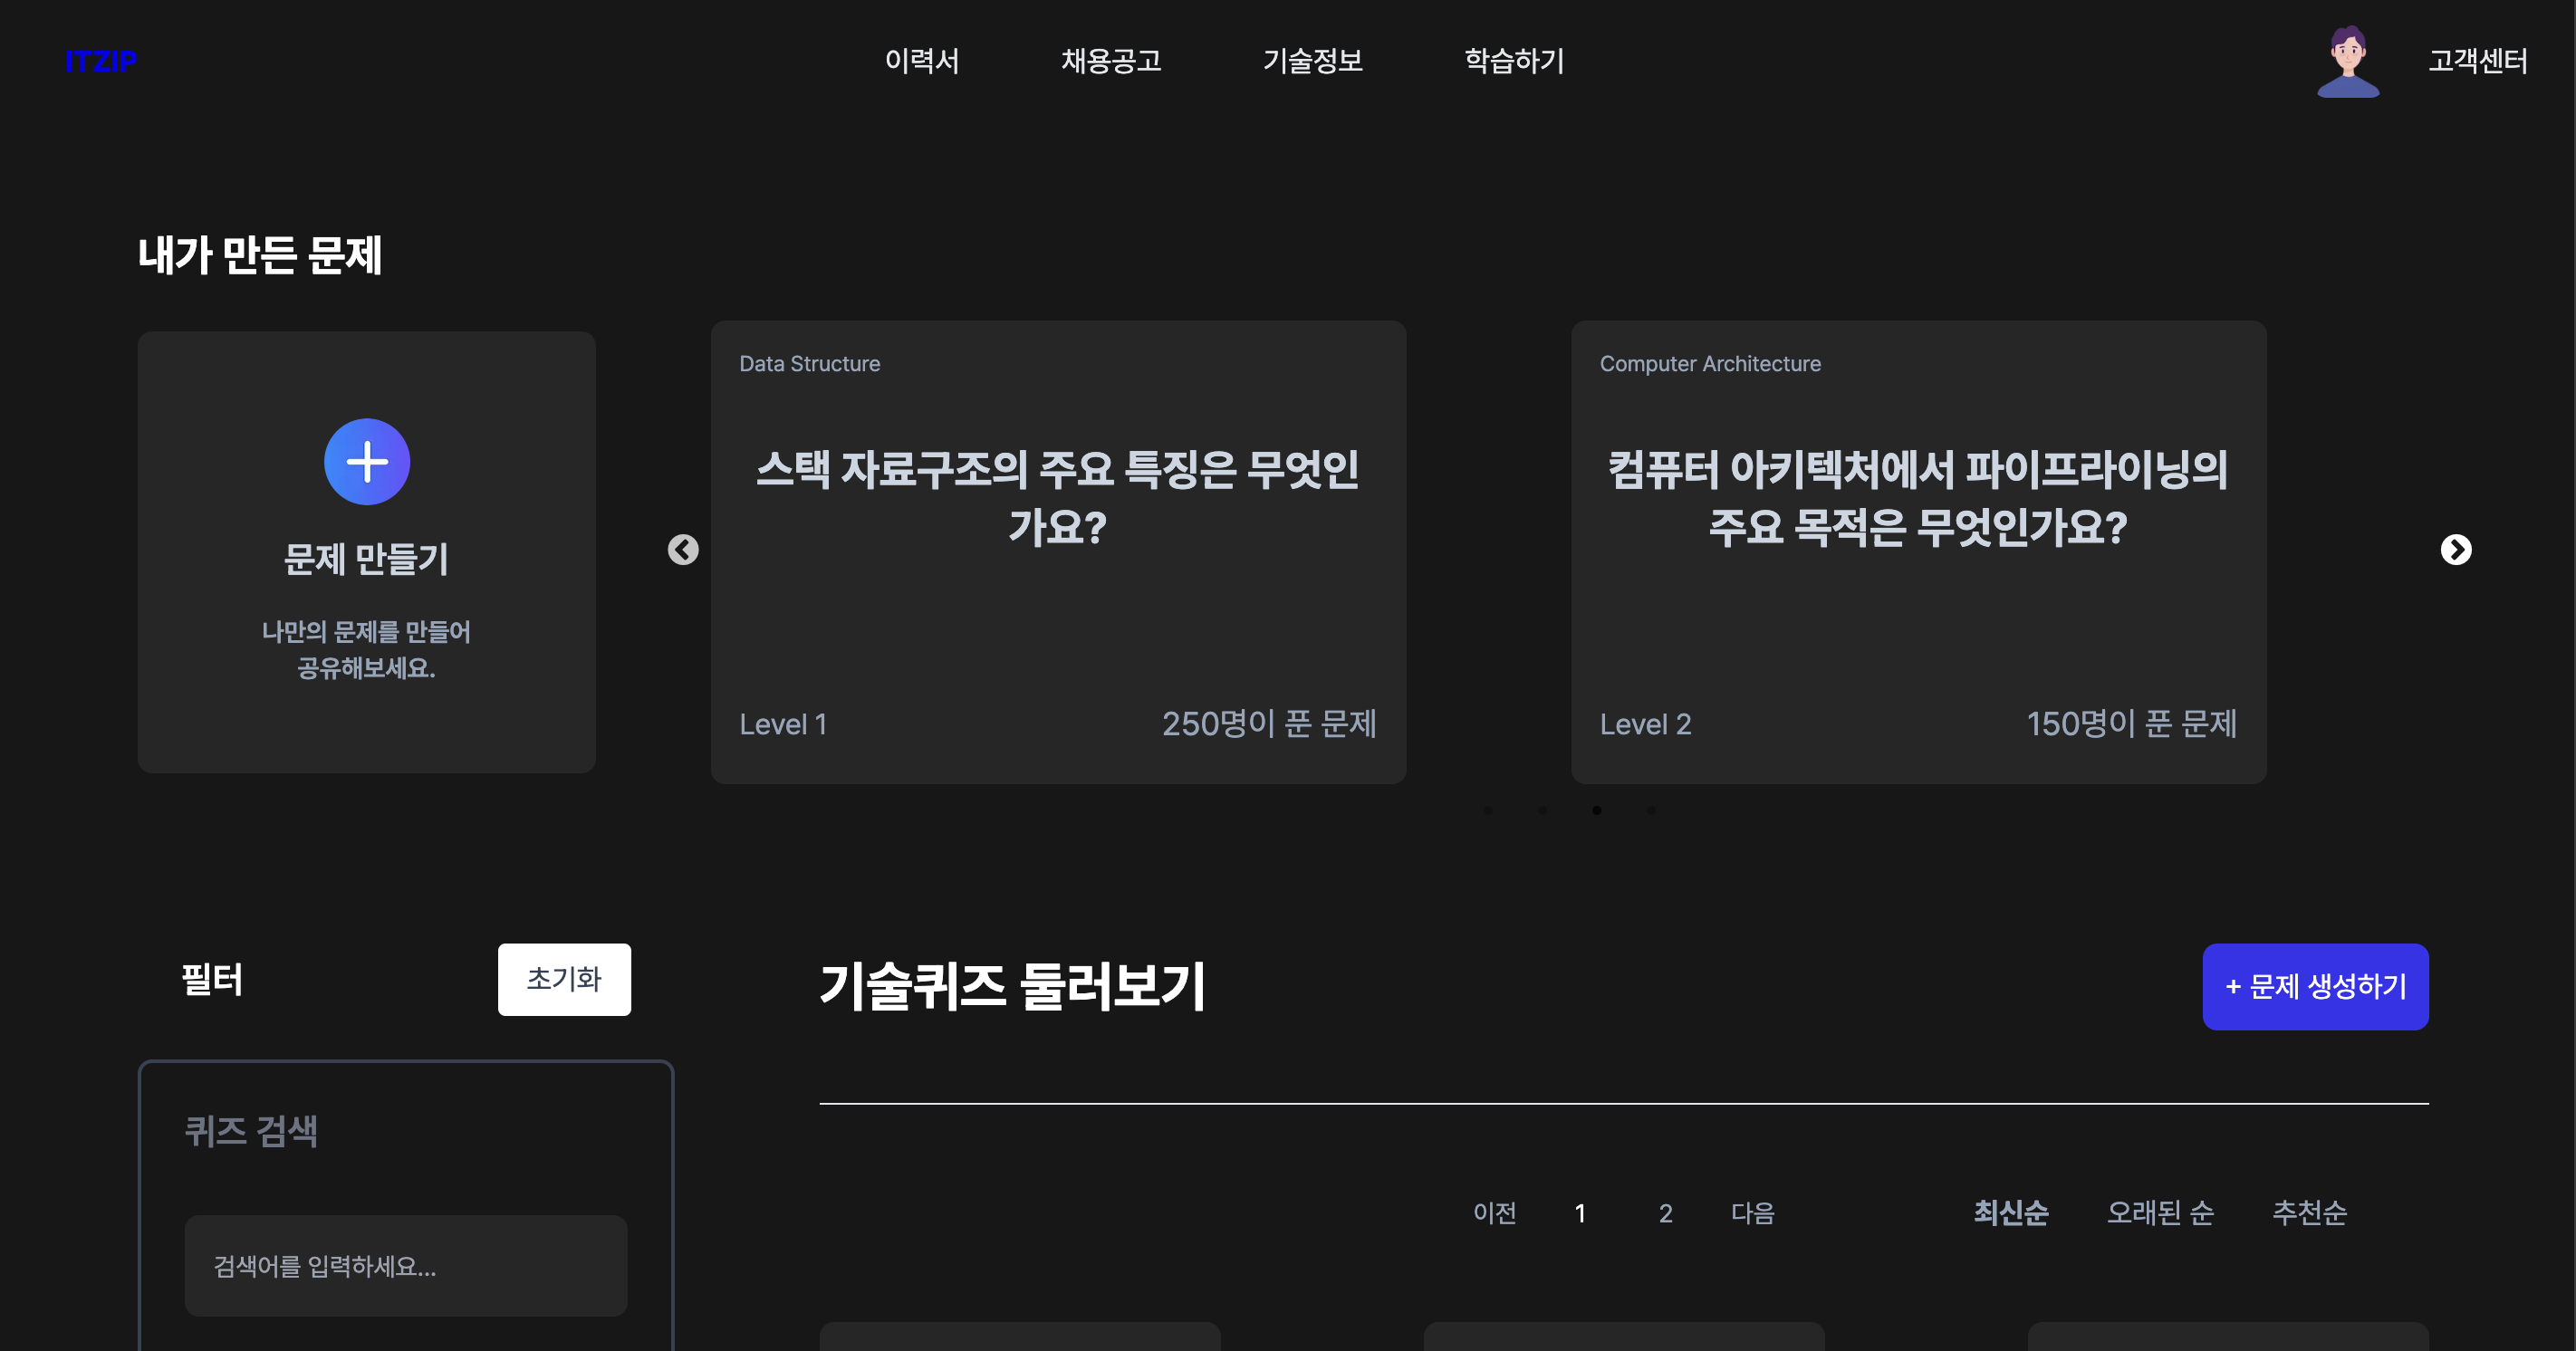 ITZIP
이력서
채용공고
기술정보
학습하기
고객센터
내가 만든 문제
문제 만들기
나만의 문제를 만들어
공유해보세요.
Data Structure
스택 자료구조의 주요 특징은 무엇인
가요?
Level 1
250명이 푼 문제
Computer Architecture
컴퓨터 아키텍처에서 파이프라이닝의
주요 목적은 무엇인가요?
Level 2
150명이 푼 문제
필터
초기화
퀴즈 검색
검색어를 입력하세요...
기술퀴즈 둘러보기
+ 문제 생성하기
이전
1
2
다음
최신순
오래된 순
추천순